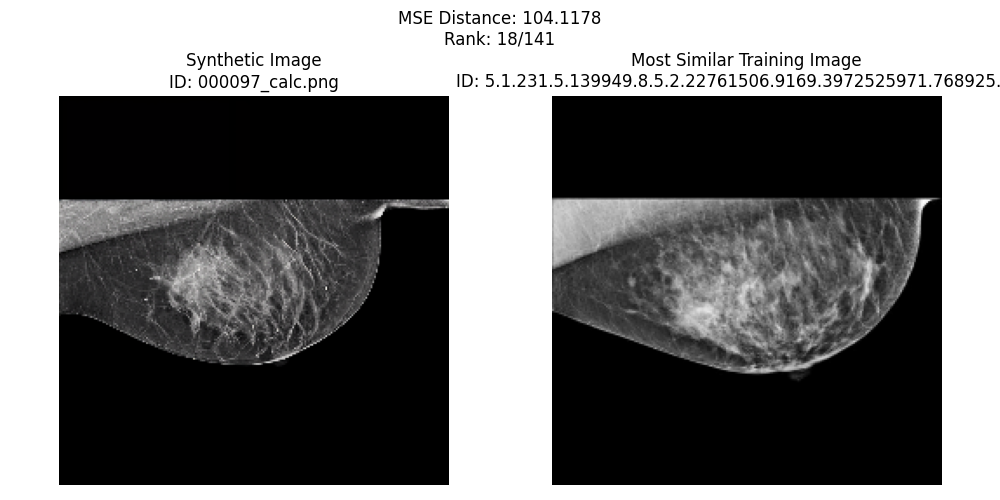 MSE Distance: 104.1178
Rank: 18/141
Synthetic Image
ID: 000097_calc.png
Most Similar Training Image
ID: 5.1.231.5.139949.8.5.2.22761506.9169.3972525971.768925.